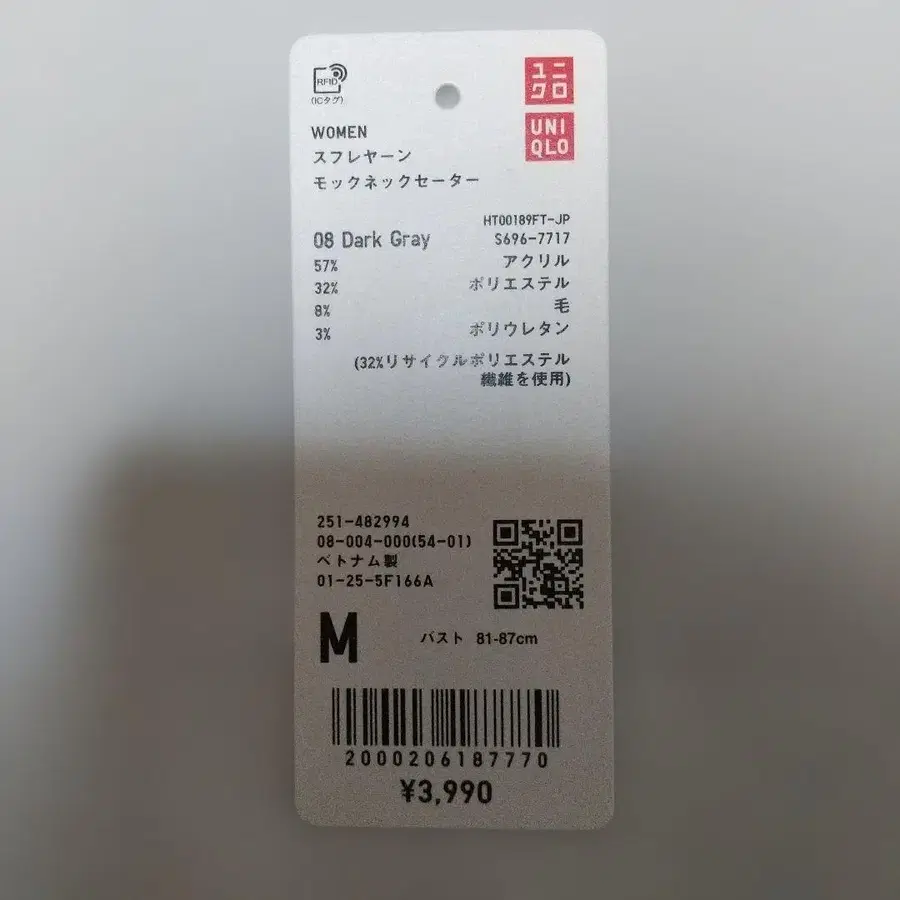 RFID
(ICタグ)
ユニ
クロ
UNI
QLO
WOMEN
スフレヤーン
モックネックセーター
HT00189FT-JP
08 Dark Gray S696-7717
57% アクリル
32% ポリエステル
8% 毛
3% ポリウレタン
(32%リサイクルポリエステル
繊維を使用)
251-482994
08-004-000(54-01)
ベトナム製
01-25-5F166A
M バスト 81-87cm
2000206187770
¥3,990